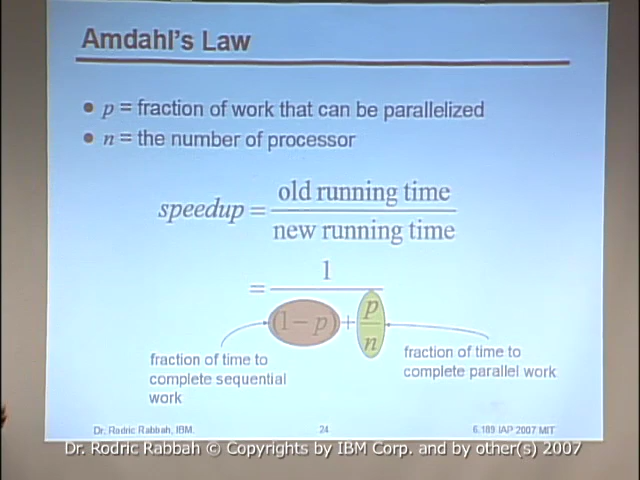 Amdahl's Law
p = fraction of work that can be parallelized
n = the number of processor
speedup = old running time / new running time
= 1 / (1 – p) + p/n
fraction of time to
complete sequential
work
fraction of time to
complete parallel work
Dr. Rodric Rabbah, IBM.
24
6.189 IAP 2007 MIT
Dr. Rodric Rabbah © Copyrights by IBM Corp. and by other(s) 2007